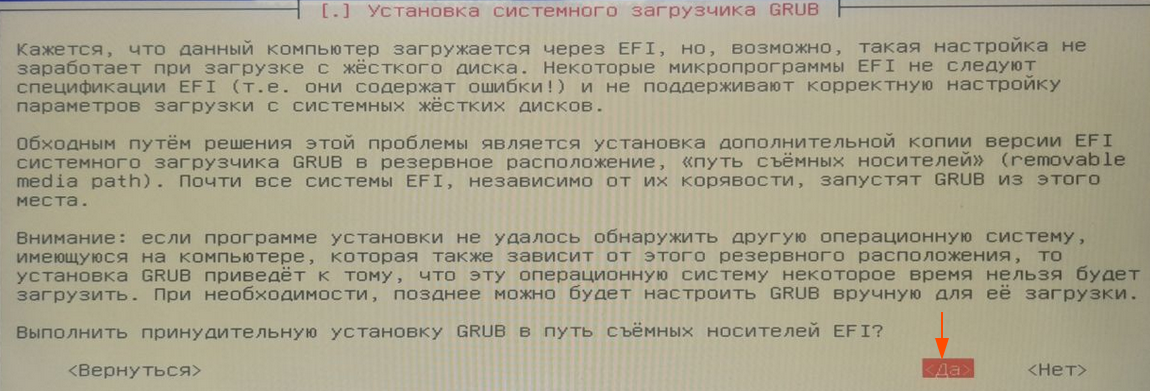 [.] Установка системного загрузчика GRUB
Кажется, что данный компьютер загружается через EFI, но, возможно, такая настройка не
заработает при загрузке с жёсткого диска. Некоторые микропрограммы EFI не следуют
спецификации EFI (т.е. они содержат ошибки!) и не поддерживают корректную настройку
параметров загрузки с системных жёстких дисков.
Обходным путём решения этой проблемы является установка дополнительной копии версии EFI
системного загрузчика GRUB в резервное расположение, «путь съёмных носителей» (removable
media path). Почти все системы EFI, независимо от их корявости, запустят GRUB из этого
места.
Внимание: если программе установки не удалось обнаружить другую операционную систему,
имеющуюся на компьютере, которая также зависит от этого резервного расположения, то
установка GRUB приведёт к тому, что эту операционную систему некоторое время нельзя будет
загрузить. При необходимости, позднее можно будет настроить GRUB вручную для её загрузки.
Выполнить принудительную установку GRUB в путь съёмных носителей EFI?
<Вернуться> <Да> <Нет>